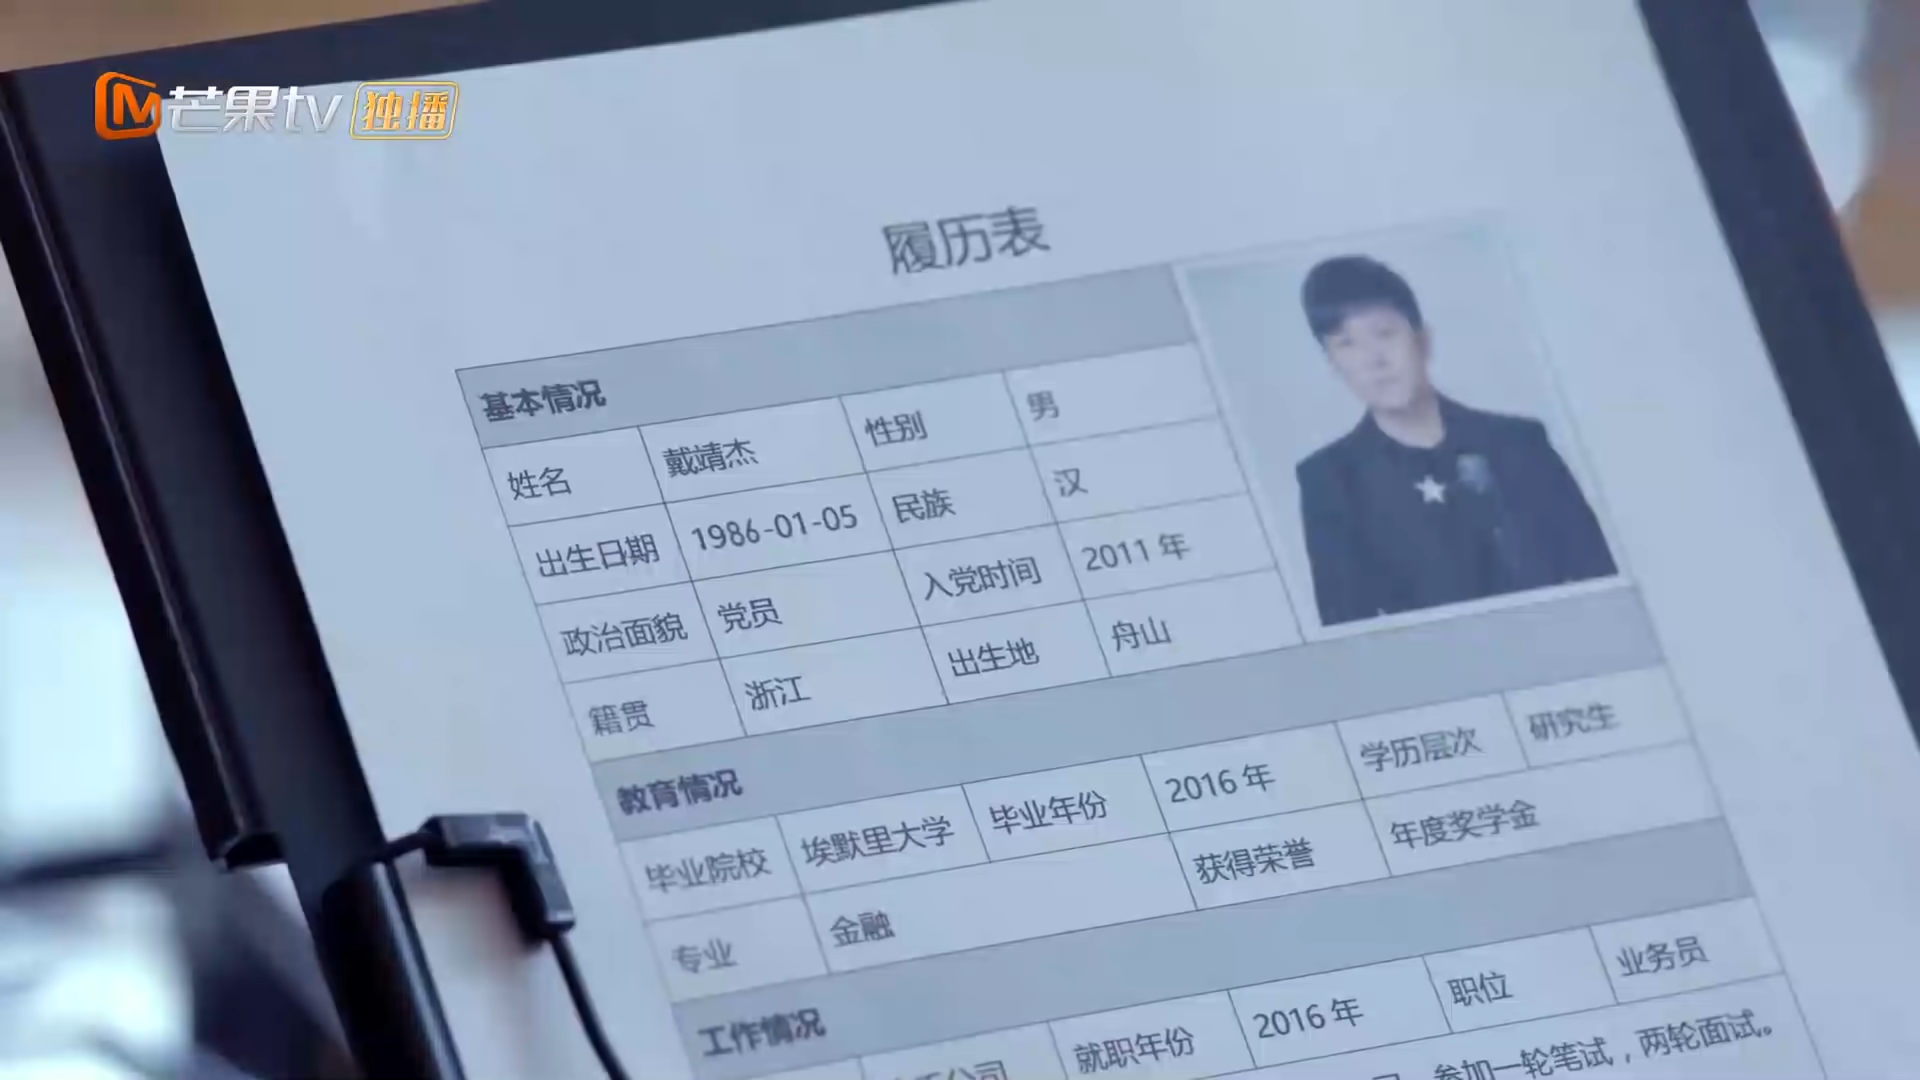 芒果tv 独播
履历表
基本情况
姓名 戴靖杰 性别 男
出生日期 1986-01-05 民族 汉
政治面貌 党员 入党时间 2011 年
籍贯 浙江 出生地 舟山
教育情况
毕业院校 埃默里大学 毕业年份 2016 年 学历层次 研究生
专业 金融 获得荣誉 年度奖学金
工作情况
公司 就职年份 2016 年 职位 业务员
参加一轮笔试，两轮面试。